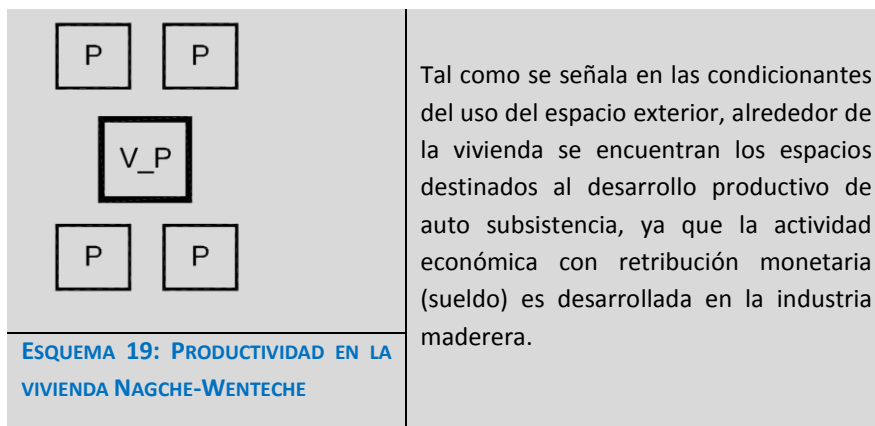 P P
V_P
P P
ESQUEMA 19: PRODUCTIVIDAD EN LA
VIVIENDA NAGCHE-WENTECHE
Tal como se señala en las condicionantes
del uso del espacio exterior, alrededor de
la vivienda se encuentran los espacios
destinados al desarrollo productivo de
auto subsistencia, ya que la actividad
económica con retribución monetaria
(sueldo) es desarrollada en la industria
maderera.